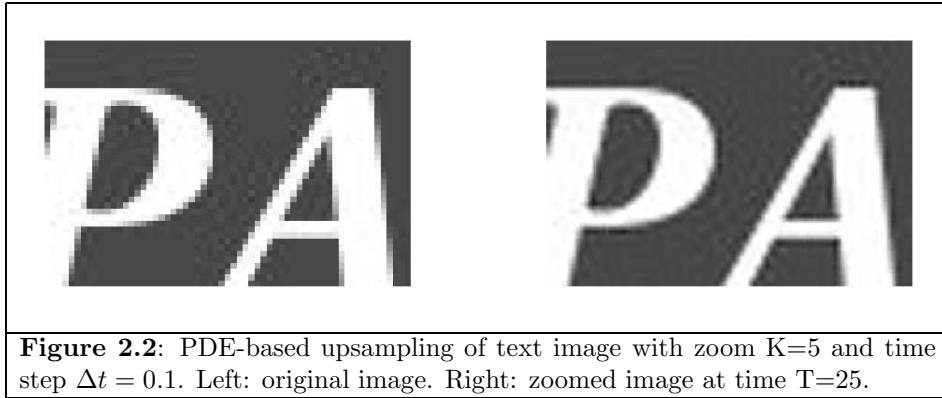 PA PA
Figure 2.2: PDE-based upsampling of text image with zoom K=5 and time
step Δt = 0.1. Left: original image. Right: zoomed image at time T=25.